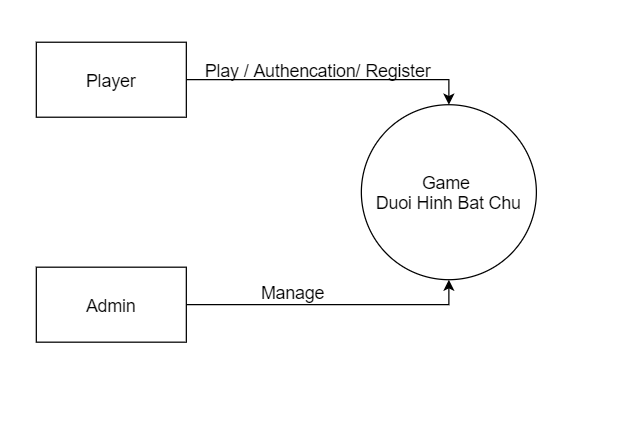 Player
Play / Authencation/ Register
Game
Duoi Hinh Bat Chu
Admin
Manage